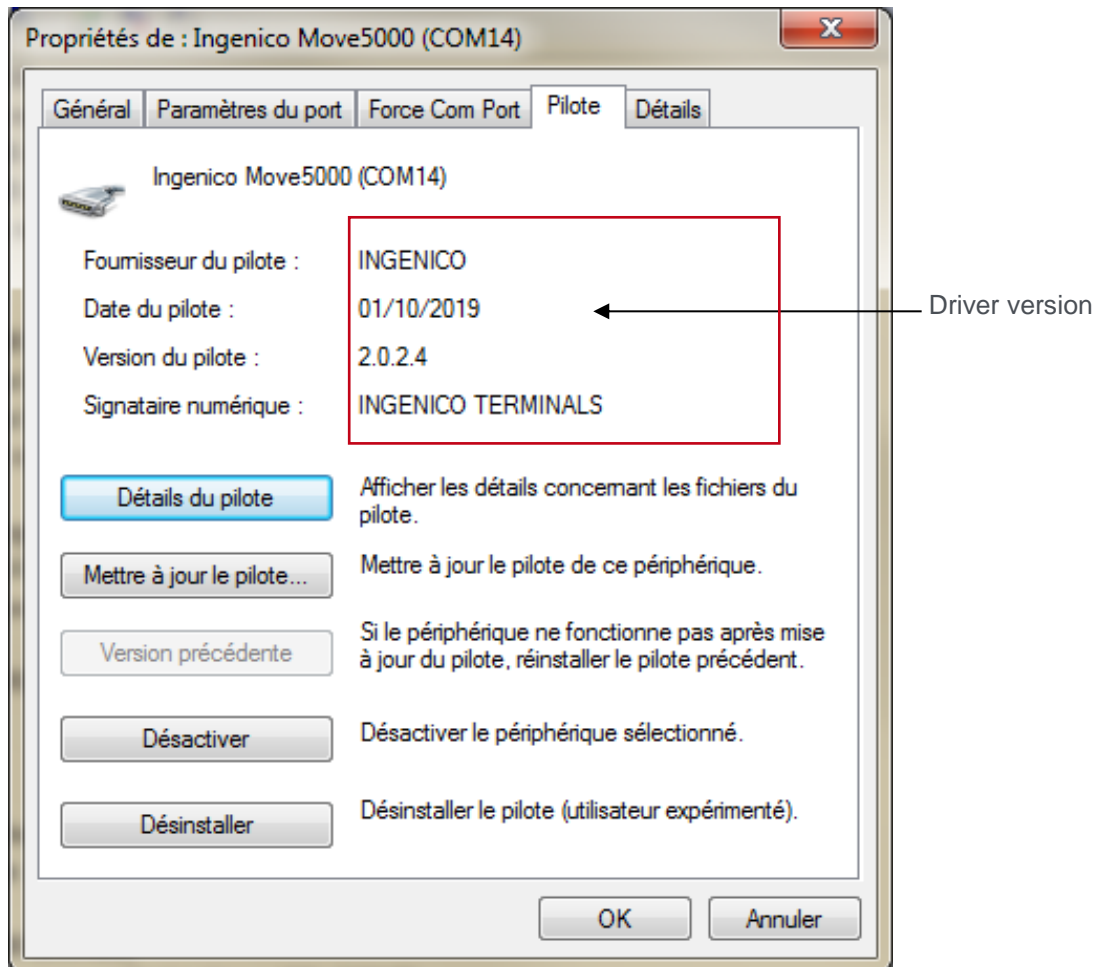 Propriétés de : Ingenico Move5000 (COM14)
Général Paramètres du port Force Com Port Pilote Détails
Ingenico Move5000 (COM14)
Fournisseur du pilote : INGENICO
Date du pilote : 01/10/2019
Driver version
Version du pilote : 2.0.2.4
Signataire numérique : INGENICO TERMINALS
Détails du pilote
Afficher les détails concernant les fichiers du
pilote.
Mettre à jour le pilote...
Mettre à jour le pilote de ce périphérique.
Version précédente
Si le périphérique ne fonctionne pas après mise
à jour du pilote, réinstaller le pilote précédent.
Désactiver
Désactiver le périphérique sélectionné.
Désinstaller
Désinstaller le pilote (utilisateur expérimenté).
OK Annuler